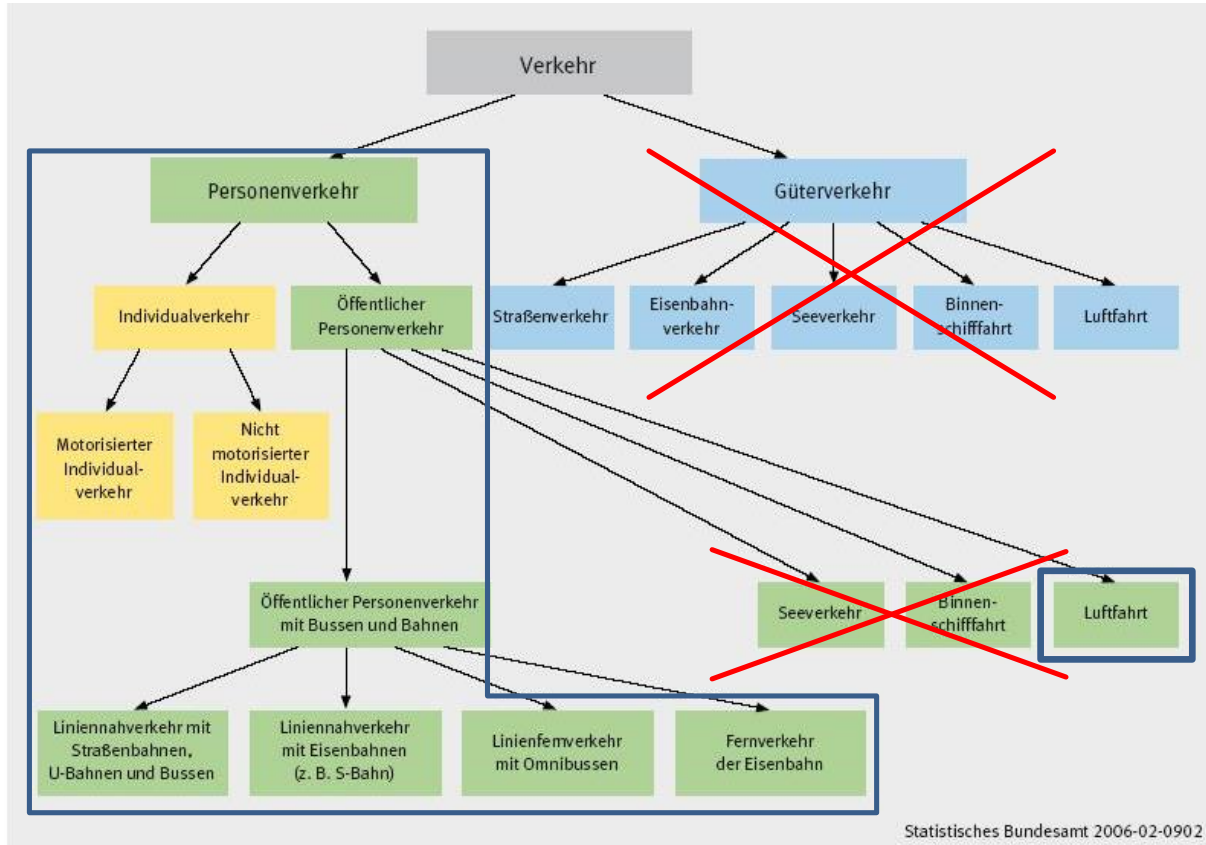 Verkehr
Personenverkehr
Güterverkehr
Individualverkehr
Öffentlicher
Personenverkehr
Straßenverkehr
Eisenbahn-
verkehr
Seeverkehr
Binnen-
schifffahrt
Luftfahrt
Motorisierter
Individual-
verkehr
Nicht
motorisierter
Individual-
verkehr
Öffentlicher Personenverkehr
mit Bussen und Bahnen
Seeverkehr
Binnen-
schifffahrt
Luftfahrt
Liniennahverkehr mit
Straßenbahnen,
U-Bahnen und Bussen
Liniennahverkehr
mit Eisenbahnen
(z. B. S-Bahn)
Linienfernverkehr
mit Omnibussen
Fernverkehr
der Eisenbahn
Statistisches Bundesamt 2006-02-0902